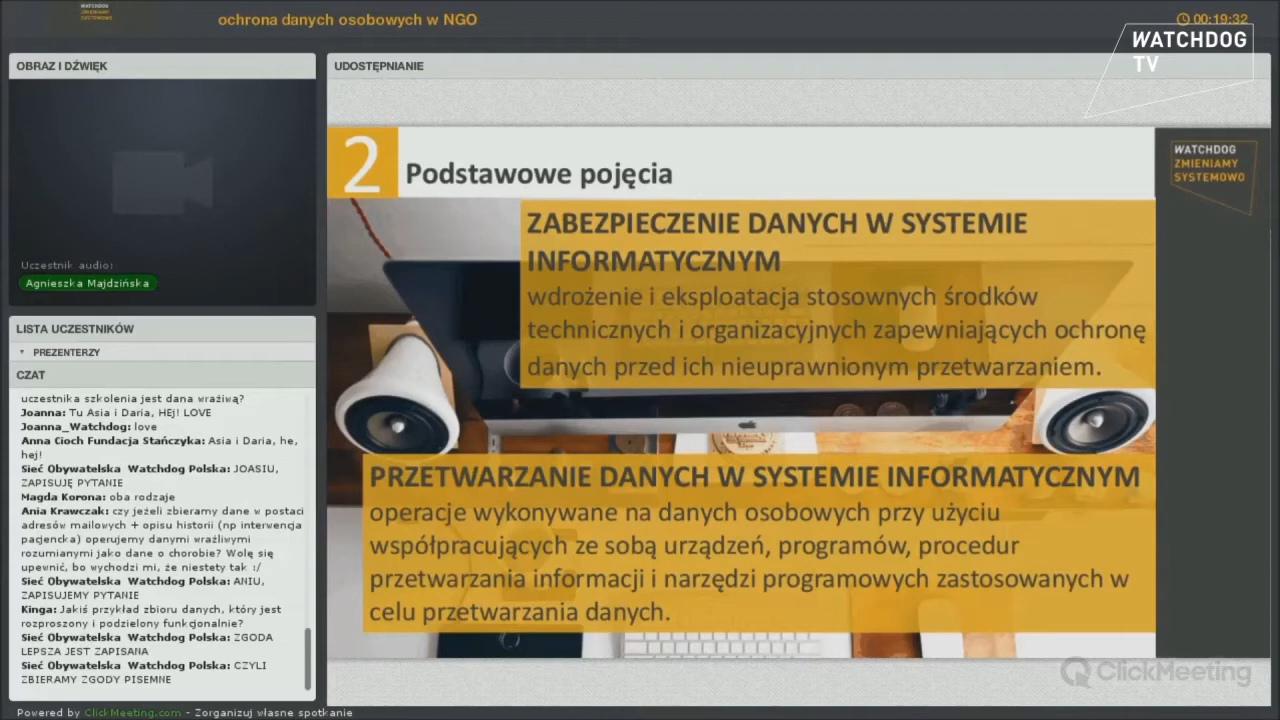 WATCHDOG
ZMIENIAMY
SYSTEMOWO
ochrona danych osobowych w NGO
00:19:32
WATCHDOG
TV
OBRAZ I DŹWIĘK
Uczestnik audio:
Agnieszka Majdzińska
LISTA UCZESTNIKÓW
PREZENTERZY
CZAT
uczestnika szkolenia jest dana wrażiwą?
Joanna: Tu Asia i Daria, HEj! LOVE
Joanna_Watchdog: love
Anna Cioch Fundacja Stańczyka: Asia i Daria, he,
hej!
Sieć Obywatelska Watchdog Polska: JOASIU,
ZAPISUJĘ PYTANIE
Magda Korona: oba rodzaje
Ania Krawczak: czy jeżeli zbieramy dane w postaci
adresów mailowych + opisu historii (np interwencja
pacjencka) operujemy danymi wrażliwymi
rozumianymi jako dane o chorobie? Wolę się
upewnić, bo wychodzi mi, że niestety tak :/
Sieć Obywatelska Watchdog Polska: ANIU,
ZAPISUJEMY PYTANIE
Kinga: Jakiś przykład zbioru danych, który jest
rozproszony i podzielony funkcjonalnie?
Sieć Obywatelska Watchdog Polska: ZGODA
LEPSZA JEST ZAPISANA
Sieć Obywatelska Watchdog Polska: CZYLI
ZBIERAMY ZGODY PISEMNE
UDOSTĘPNIANIE
2
Podstawowe pojęcia
WATCHDOG
ZMIENIAMY
SYSTEMOWO
ZABEZPIECZENIE DANYCH W SYSTEMIE
INFORMATYCZNYM
wdrożenie i eksploatacja stosownych środków
technicznych i organizacyjnych zapewniających ochronę
danych przed ich nieuprawnionym przetwarzaniem.
PRZETWARZANIE DANYCH W SYSTEMIE INFORMATYCZNYM
operacje wykonywane na danych osobowych przy użyciu
współpracujących ze sobą urządzeń, programów, procedur
przetwarzania informacji i narzędzi programowych zastosowanych w
celu przetwarzania danych.
ClickMeeting
Powered by ClickMeeting.com - Zorganizuj własne spotkanie